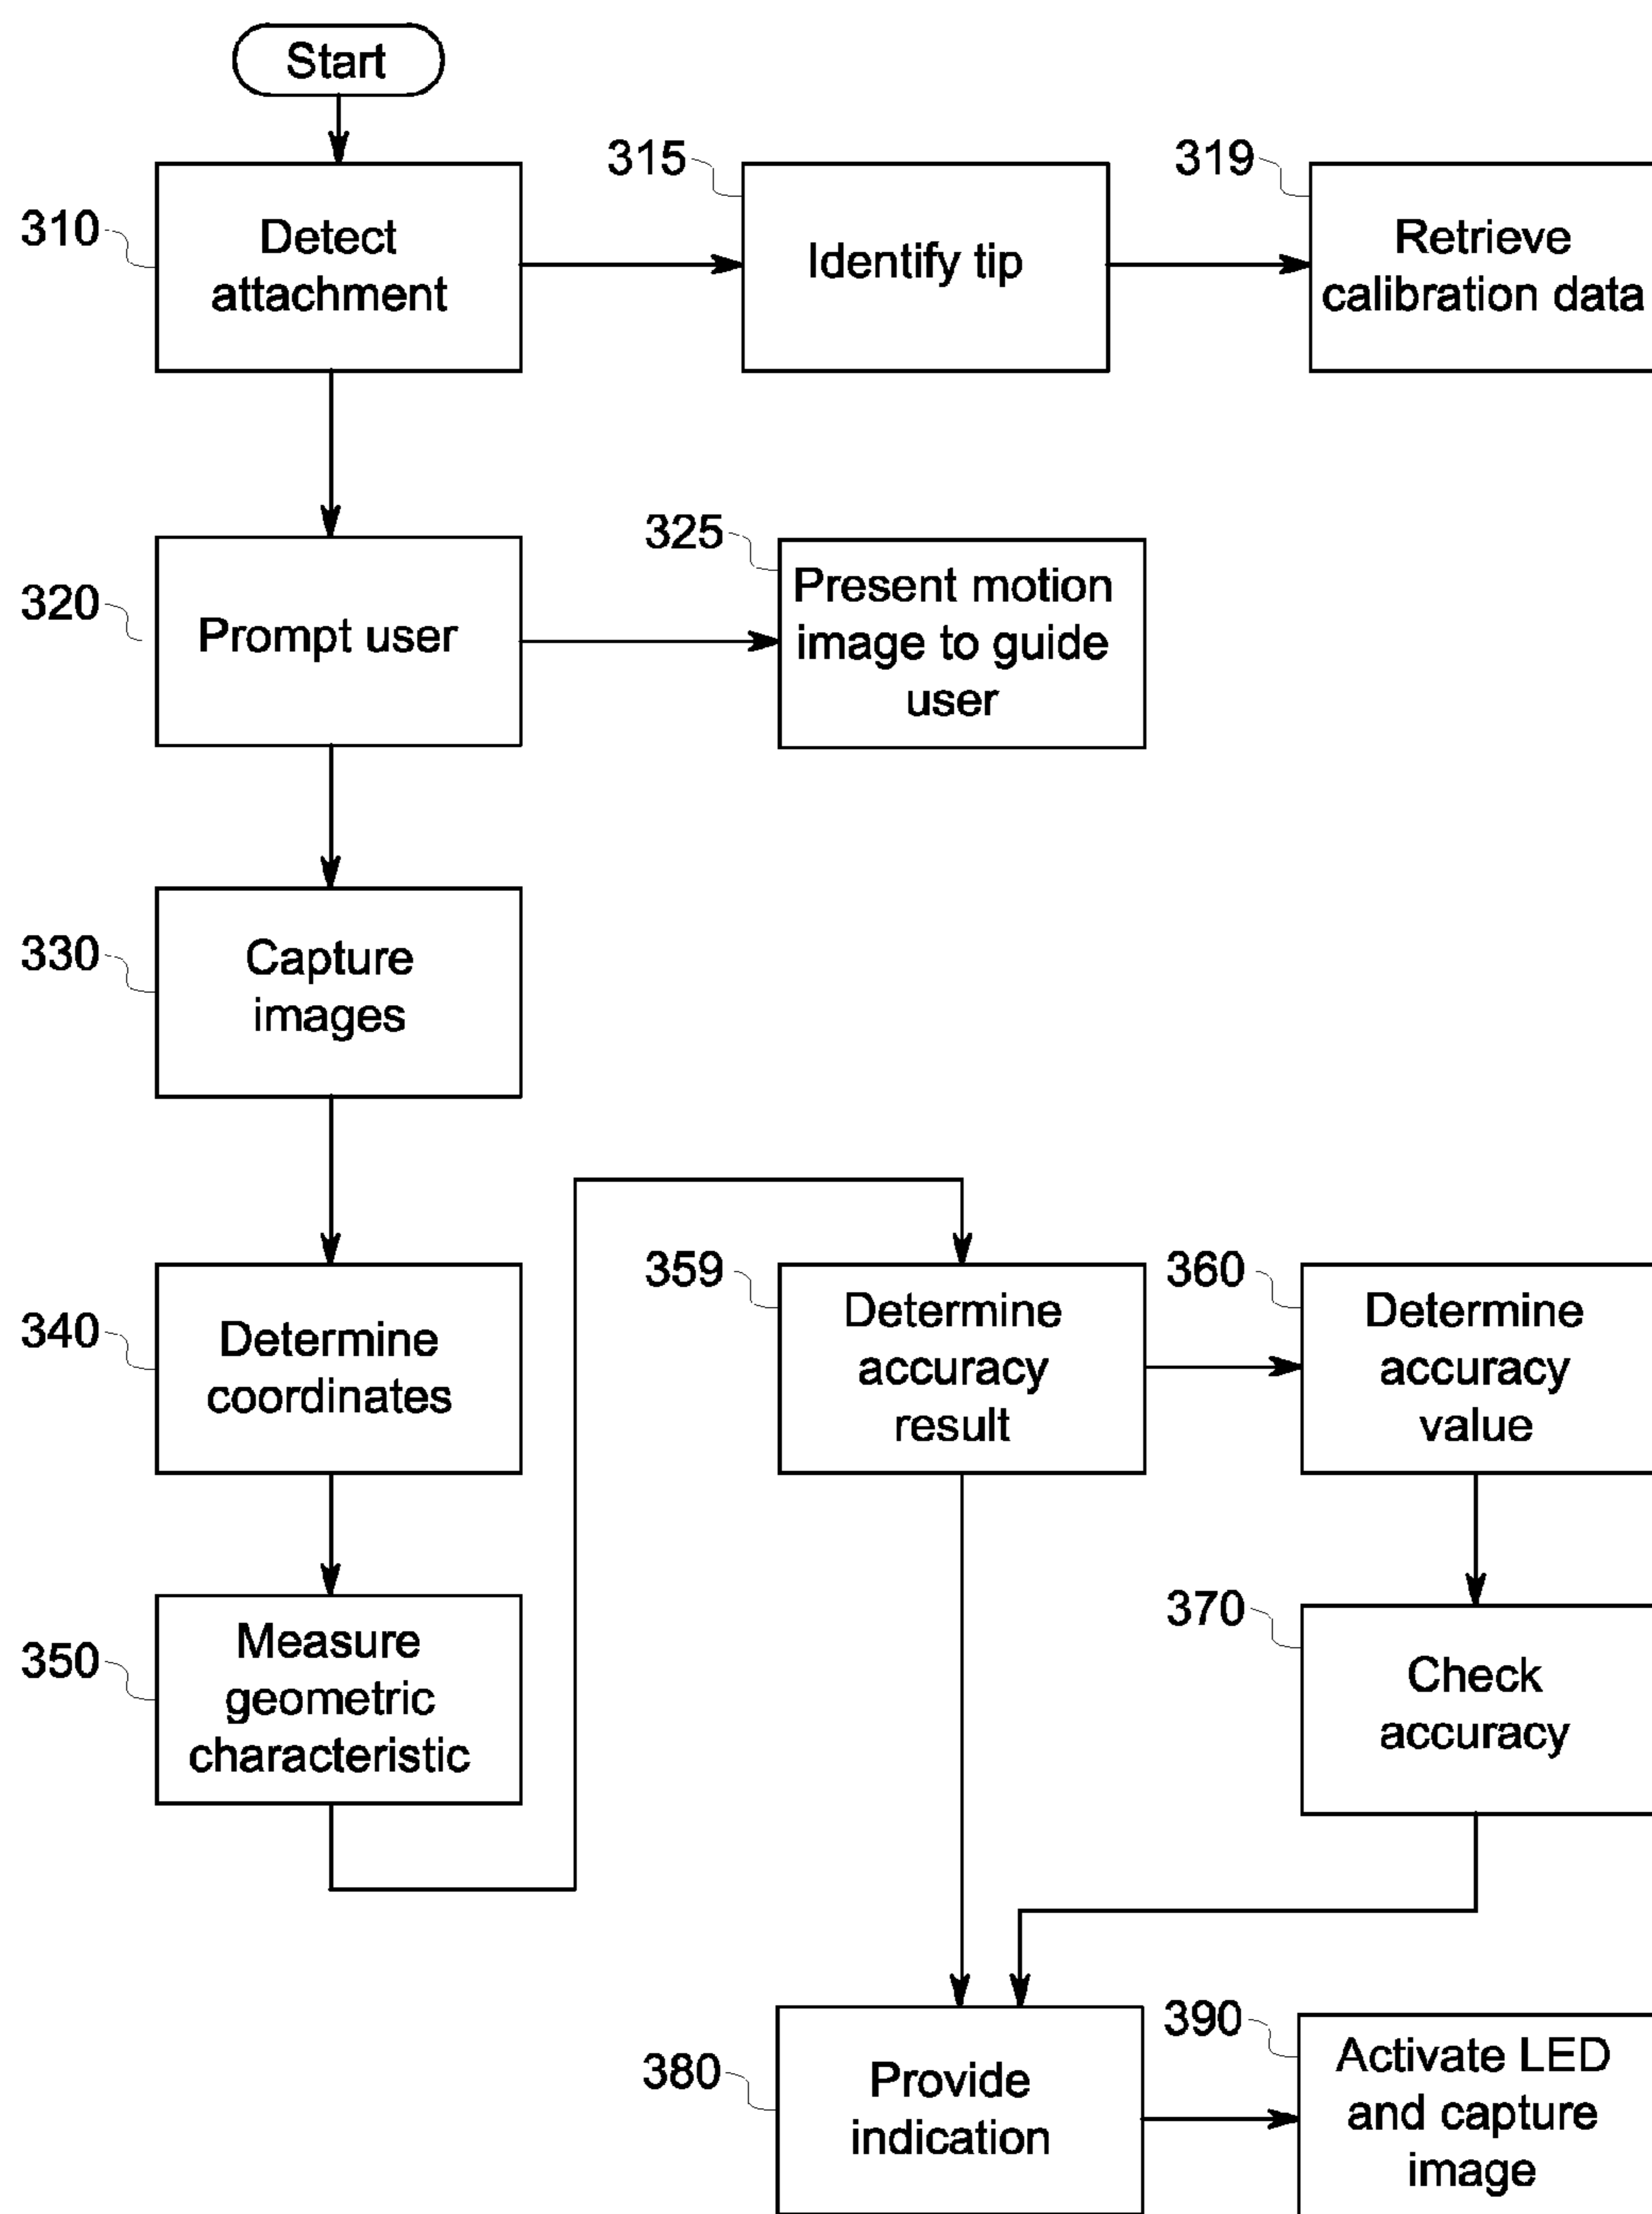 Start
310
Detect
attachment
315
Identify tip
319
Retrieve
calibration data
320
Prompt user
325
Present motion
image to guide
user
330
Capture
images
340
Determine
coordinates
350
Measure
geometric
characteristic
359
Determine
accuracy
result
360
Determine
accuracy
value
370
Check
accuracy
380
Provide
indication
390
Activate LED
and capture
image